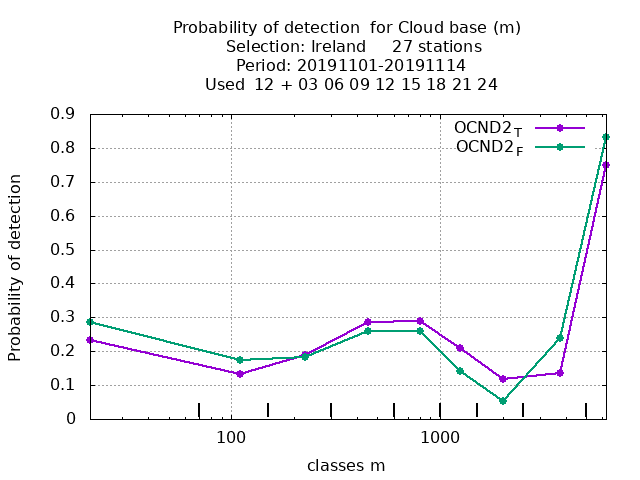 Probability of detection  for Cloud base (m)
Selection: Ireland     27 stations
Period: 20191101-20191114
Used  12 + 03 06 09 12 15 18 21 24
OCND2T
OCND2F
0.9
0.8
0.7
0.6
0.5
0.4
0.3
0.2
0.1
0
Probability of detection
100 1000
classes m